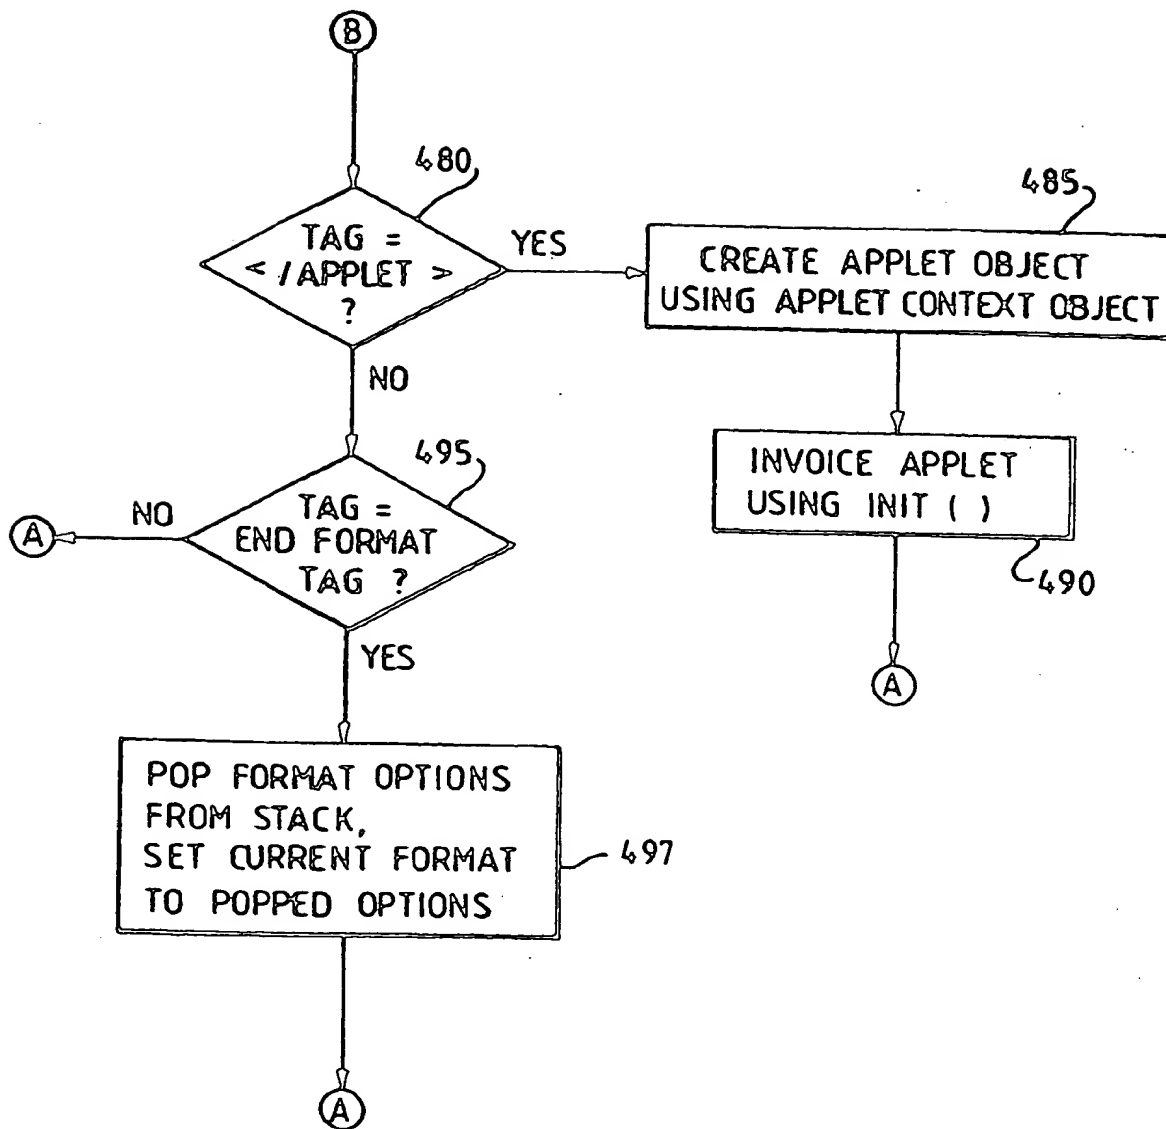 B
480
TAG =
< /APPLET >
?
YES
NO
485
CREATE APPLET OBJECT
USING APPLET CONTEXT OBJECT
INVOICE APPLET
USING INIT ( )
490
A
495
TAG =
END FORMAT
TAG ?
NO
A
YES
POP FORMAT OPTIONS
FROM STACK,
SET CURRENT FORMAT
TO POPPED OPTIONS
497
A